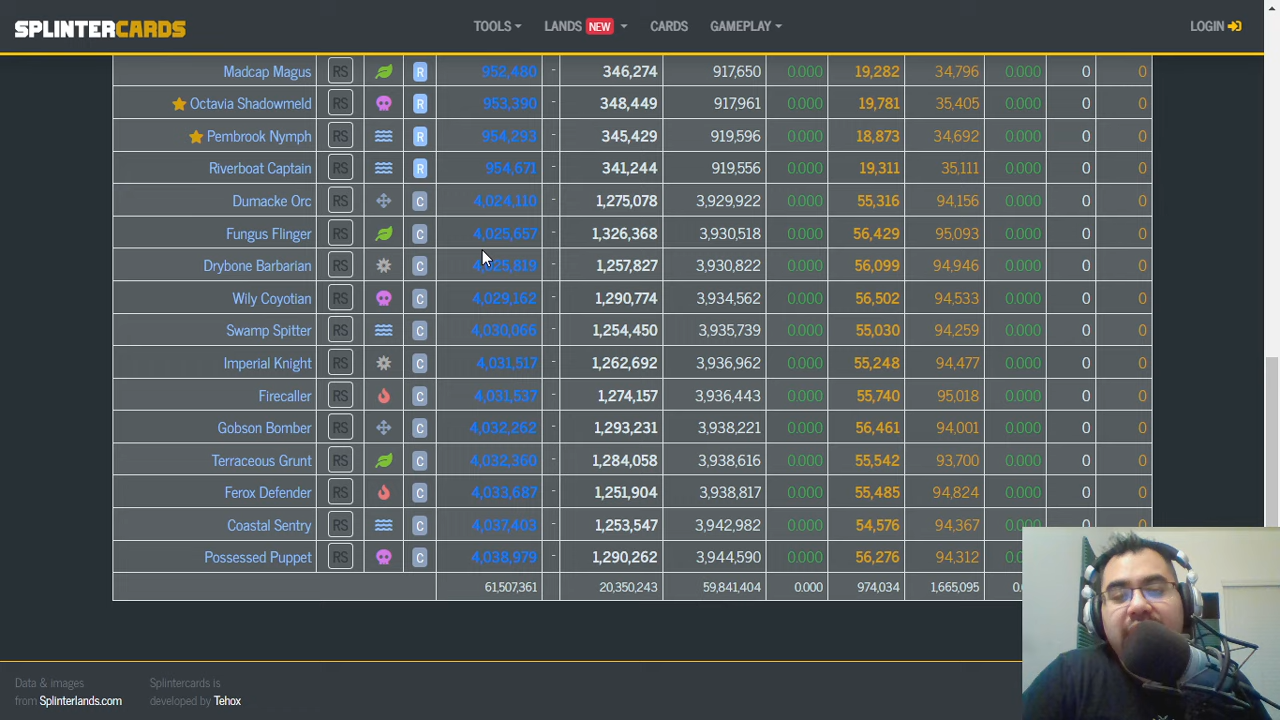 SPLINTERCARDS TOOLS LANDS NEW CARDS GAMEPLAY LOGIN
Madcap Magus RS R 952,480 - 346,274 917,650 0.000 19,282 34,796 0.000 0 0
Octavia Shadowmeld RS R 953,390 - 348,449 917,961 0.000 19,781 35,405 0.000 0 0
Pembrook Nymph RS R 954,293 - 345,429 919,596 0.000 18,873 34,692 0.000 0 0
Riverboat Captain RS R 954,671 - 341,244 919,556 0.000 19,311 35,111 0.000 0 0
Dumacke Orc RS C 4,024,110 - 1,275,078 3,929,922 0.000 55,316 94,156 0.000 0 0
Fungus Flinger RS C 4,025,657 - 1,326,368 3,930,518 0.000 56,429 95,093 0.000 0 0
Drybone Barbarian RS C 4,025,819 - 1,257,827 3,930,822 0.000 56,099 94,946 0.000 0 0
Wily Coyotian RS C 4,029,162 - 1,290,774 3,934,562 0.000 56,502 94,533 0.000 0 0
Swamp Spitter RS C 4,030,066 - 1,254,450 3,935,739 0.000 55,030 94,259 0.000 0 0
Imperial Knight RS C 4,031,517 - 1,262,692 3,936,962 0.000 55,248 94,477 0.000 0 0
Firecaller RS C 4,031,537 - 1,274,157 3,936,443 0.000 55,740 95,018 0.000 0 0
Gobson Bomber RS C 4,032,262 - 1,293,231 3,938,221 0.000 56,461 94,001 0.000 0 0
Terraceous Grunt RS C 4,032,360 - 1,284,058 3,938,616 0.000 55,542 93,700 0.000 0 0
Ferox Defender RS C 4,033,687 - 1,251,904 3,938,817 0.000 55,485 94,824 0.000 0 0
Coastal Sentry RS C 4,037,403 - 1,253,547 3,942,982 0.000 54,576 94,367 0.000 0 0
Possessed Puppet RS C 4,038,979 - 1,290,262 3,944,590 0.000 56,276 94,312
61,507,361 20,350,243 59,841,404 0.000 974,034 1,665,095
Data & images
from Splinterlands.com
Splintercards is
developed by Tehox